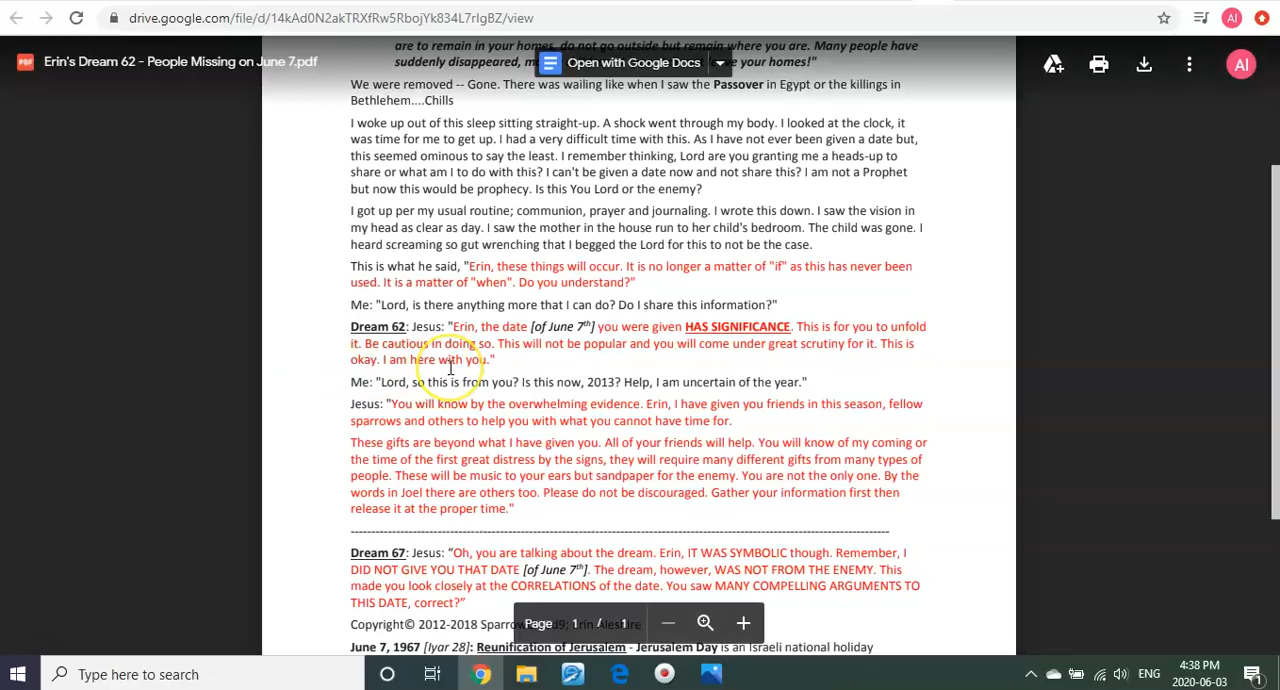 drive.google.com/file/d/14kAd0N2akTRXfRw5RbojYk834L7rIgBZ/view
AI
Erin's Dream 62 - People Missing on June 7.pdf
Open with Google Docs
AI
are to remain in your homes, do not go outside but remain where you are. Many people have
suddenly disappeared, your homes!"
We were removed -- Gone. There was wailing like when I saw the Passover in Egypt or the killings in
Bethlehem....Chills
I woke up out of this sleep sitting straight-up. A shock went through my body. I looked at the clock, it
was time for me to get up. I had a very difficult time with this. As I have not ever been given a date but,
this seemed ominous to say the least. I remember thinking, Lord are you granting me a heads-up to
share or what am I to do with this? I can't be given a date now and not share this? I am not a Prophet
but now this would be prophecy. Is this You Lord or the enemy?
I got up per my usual routine; communion, prayer and journaling. I wrote this down. I saw the vision in
my head as clear as day. I saw the mother in the house run to her child's bedroom. The child was gone. I
heard screaming so gut wrenching that I begged the Lord for this to not be the case.
This is what he said, "Erin, these things will occur. It is no longer a matter of "if" as this has never been
used. It is a matter of "when". Do you understand?"
Me: "Lord, is there anything more that I can do? Do I share this information?"
Dream 62: Jesus: "Erin, the date [of June 7th] you were given HAS SIGNIFICANCE. This is for you to unfold
it. Be cautious in doing so. This will not be popular and you will come under great scrutiny for it. This is
okay. I am here with you."
Me: "Lord, so this is from you? Is this now, 2013? Help, I am uncertain of the year."
Jesus: "You will know by the overwhelming evidence. Erin, I have given you friends in this season, fellow
sparrows and others to help you with what you cannot have time for.
These gifts are beyond what I have given you. All of your friends will help. You will know of my coming or
the time of the first great distress by the signs, they will require many different gifts from many types of
people. These will be music to your ears but sandpaper for the enemy. You are not the only one. By the
words in Joel there are others too. Please do not be discouraged. Gather your information first then
release it at the proper time."
Dream 67: Jesus: “Oh, you are talking about the dream. Erin, IT WAS SYMBOLIC though. Remember, I
DID NOT GIVE YOU THAT DATE [of June 7th]. The dream, however, WAS NOT FROM THE ENEMY. This
made you look closely at the CORRELATIONS of the date. You saw MANY COMPELLING ARGUMENTS TO
THIS DATE, correct?”
Copyright© 2012-2018
Page 1 / 1
June 7, 1967 [Iyar 28]: Reunification of Jerusalem - Jerusalem Day is an Israeli national holiday
Type here to search
ENG
4:38 PM
2020-06-03